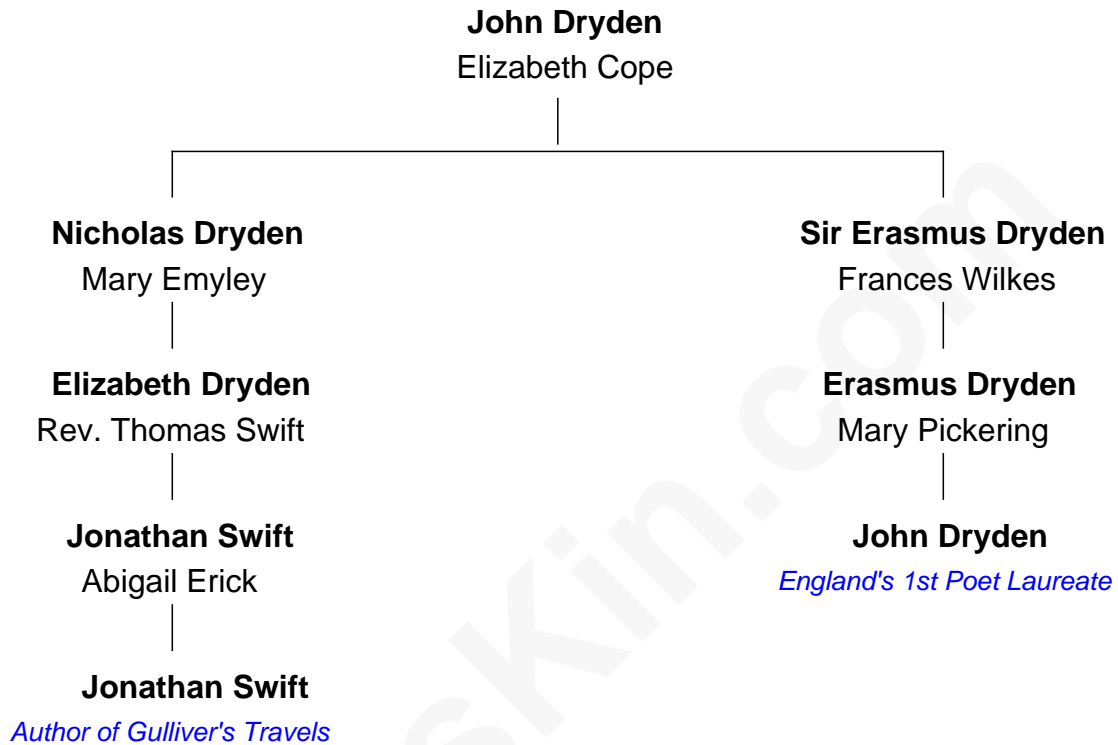 John Dryden
Elizabeth Cope
Nicholas Dryden
Mary Emyley
Sir Erasmus Dryden
Frances Wilkes
Elizabeth Dryden
Rev. Thomas Swift
Erasmus Dryden
Mary Pickering
Jonathan Swift
Abigail Erick
John Dryden
England's 1st Poet Laureate
Jonathan Swift
Author of Gulliver's Travels
sKin.com